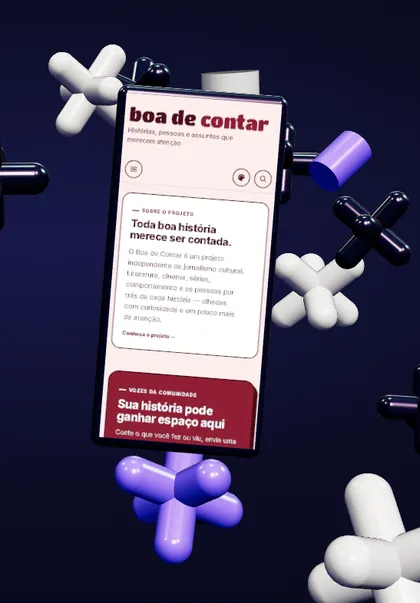 boa de contar
Histórias, pessoas e assuntos que
merecem atenção
SOBRE O PROJETO
Toda boa história
merece ser contada.
O Boa de Contar é um projeto
independente de jornalismo cultural.
Literatura, cinema, séries,
comportamento e as pessoas por
trás de cada história — olhadas
com curiosidade e um pouco mais
de atenção.
Conheça o projeto →
VOZES DA COMUNIDADE
Sua história pode
ganhar espaço aqui
Conte o que você fez ou viu, envie uma